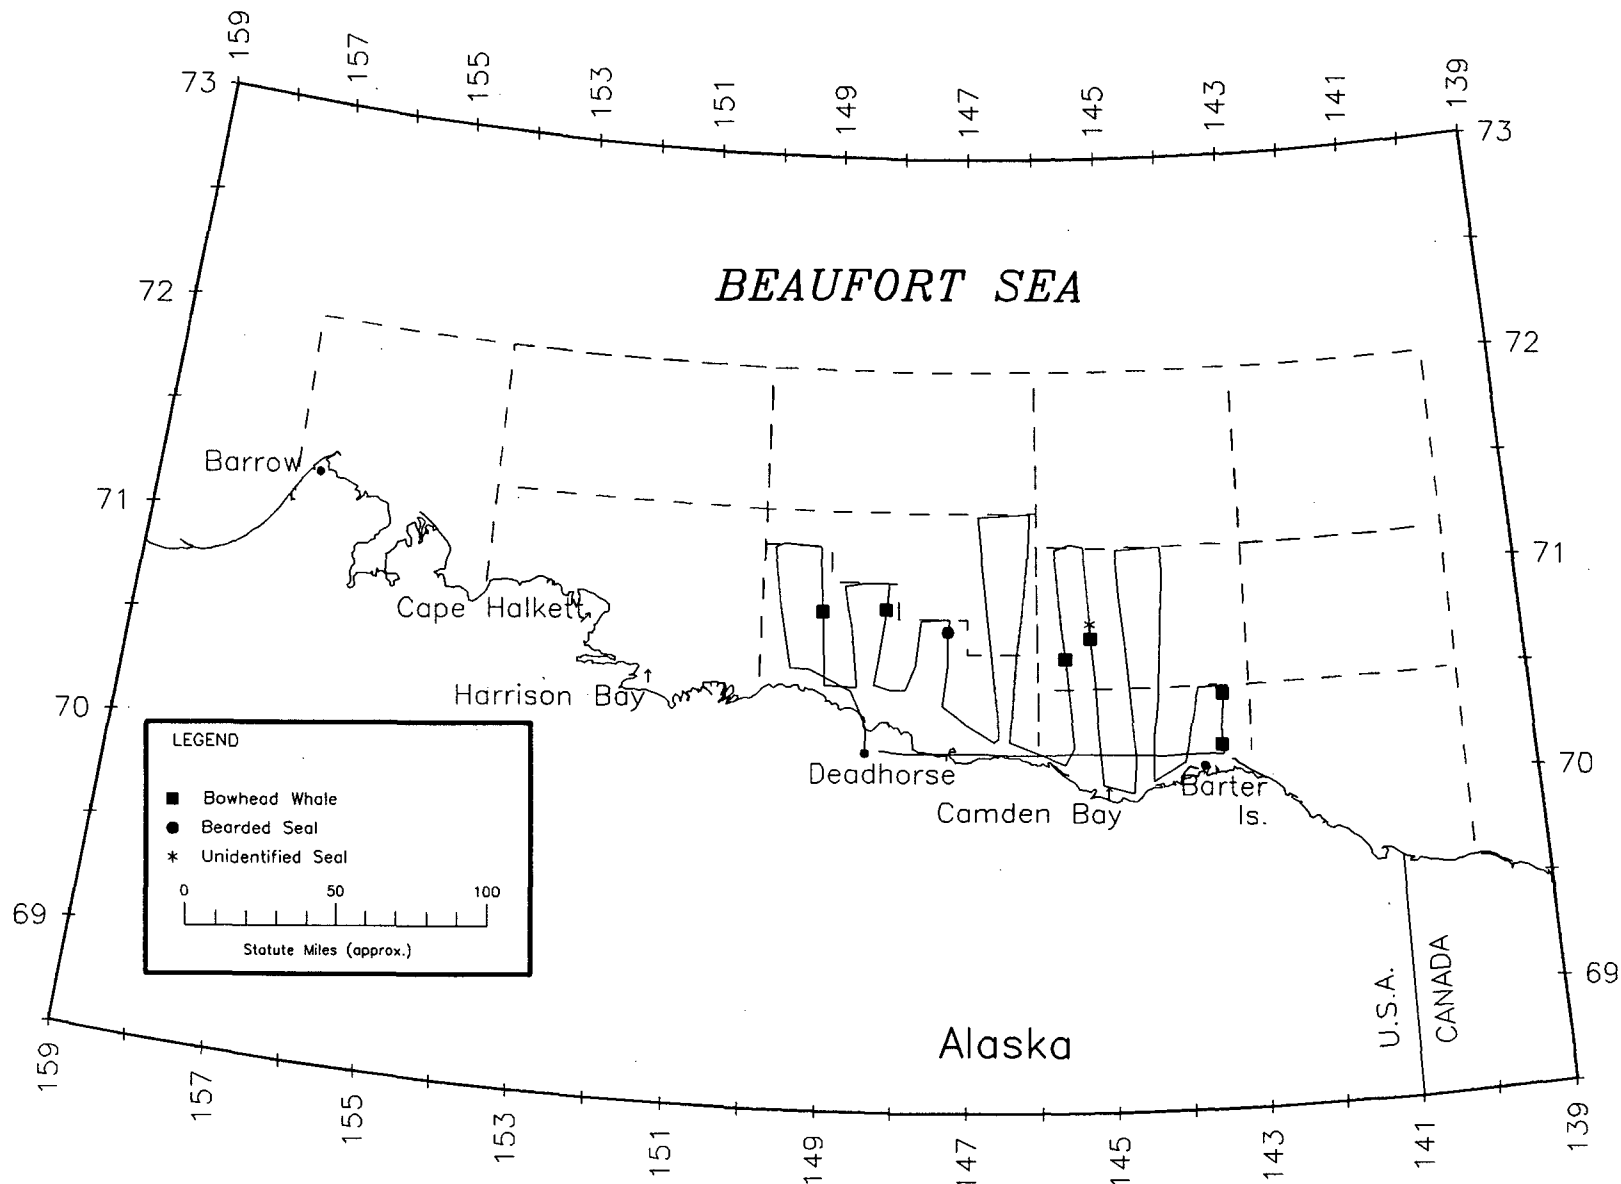 159
157
155
153
151
149
147
145
143
141
139
73
73
BEAUFORT SEA
72
72
Barrow
71
71
Cape Halkett
Harrison Bay
70
70
Deadhorse
Camden Bay
Barter
Is.
LEGEND
Bowhead Whale
Bearded Seal
Unidentified Seal
0 50 100
Statute Miles (approx.)
69
69
U.S.A.
CANADA
Alaska
159
157
155
153
151
149
147
145
143
141
139